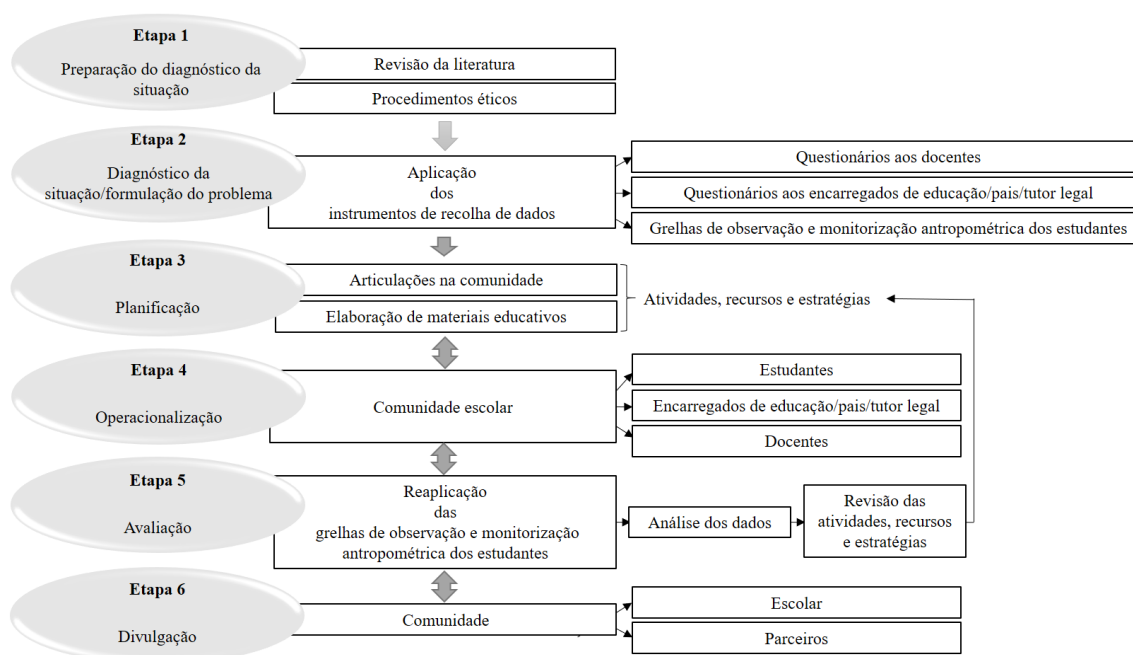 Etapa 1
Preparação do diagnóstico da
situação
Revisão da literatura
Procedimentos éticos
Etapa 2
Diagnóstico da
situação/formulação do problema
Aplicação
dos
instrumentos de recolha de dados
Questionários aos docentes
Questionários aos encarregados de educação/pais/tutor legal
Grelhas de observação e monitorização antropométrica dos estudantes
Etapa 3
Planificação
Articulações na comunidade
Elaboração de materiais educativos
Atividades, recursos e estratégias
Etapa 4
Operacionalização
Comunidade escolar
Estudantes
Encarregados de educação/pais/tutor legal
Docentes
Etapa 5
Avaliação
Reaplicação
das
grelhas de observação e monitorização
antropométrica dos estudantes
Análise dos dados
Revisão das
atividades, recursos
e estratégias
Etapa 6
Divulgação
Comunidade
Escolar
Parceiros